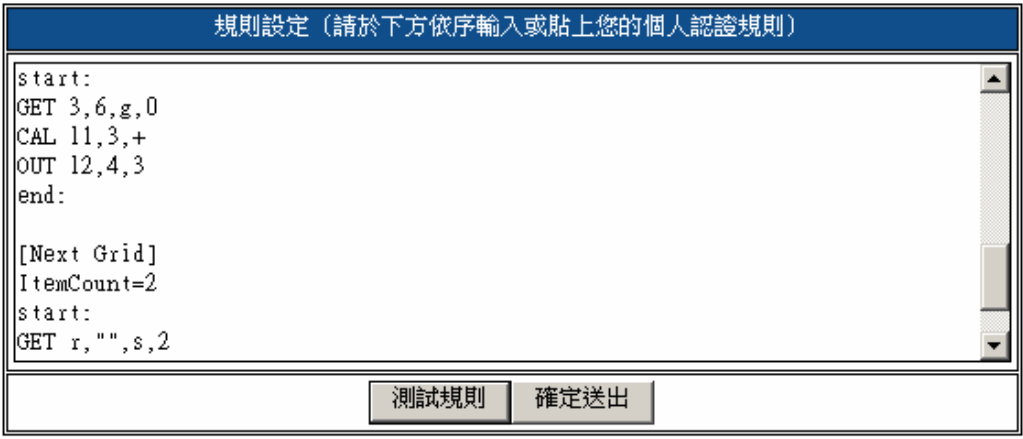 規則設定（請於下方依序輸入或貼上您的個人認證規則）
start:
GET 3,6,g,0
CAL l1,3,+
OUT l2,4,3
end:

[Next Grid]
ItemCount=2
start:
GET r,"",s,2
測試規則 確定送出